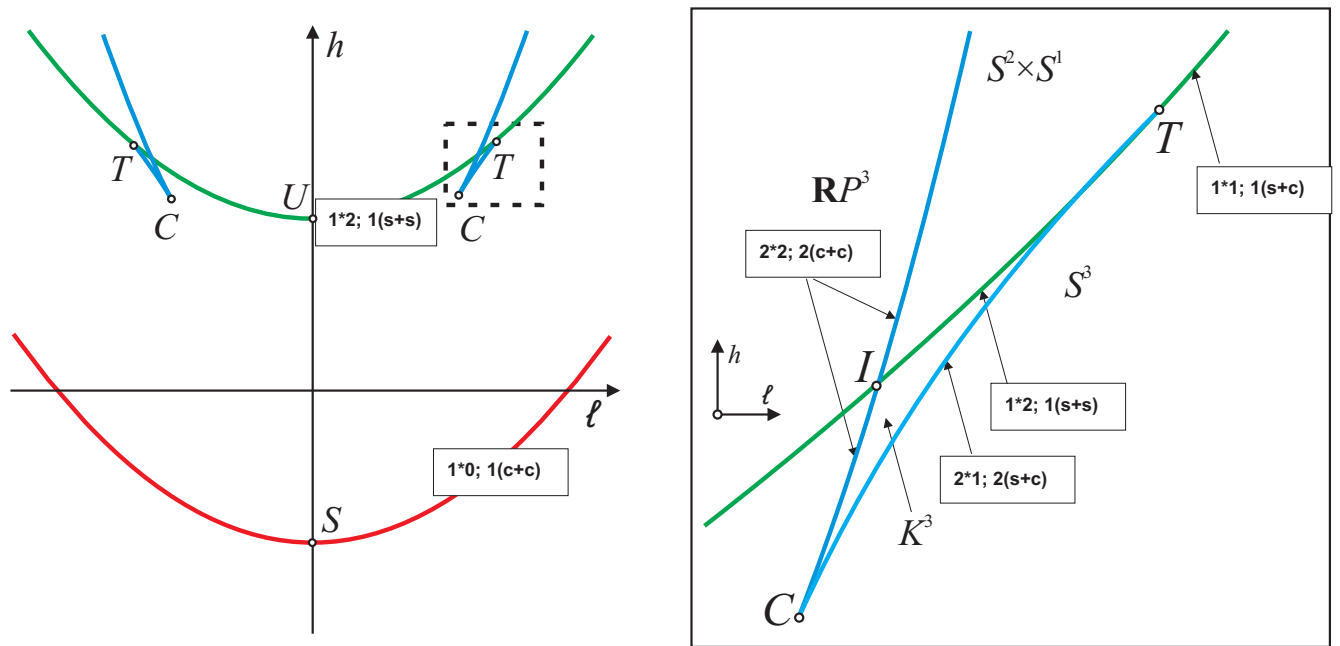 h
T
T
U
C
C
1*2; 1(s+s)
ℓ
1*0; 1(c+c)
S
S²×S¹
T
1*1; 1(s+c)
RP³
2*2; 2(c+c)
S³
h
I
ℓ
1*2; 1(s+s)
2*1; 2(s+c)
K³
C